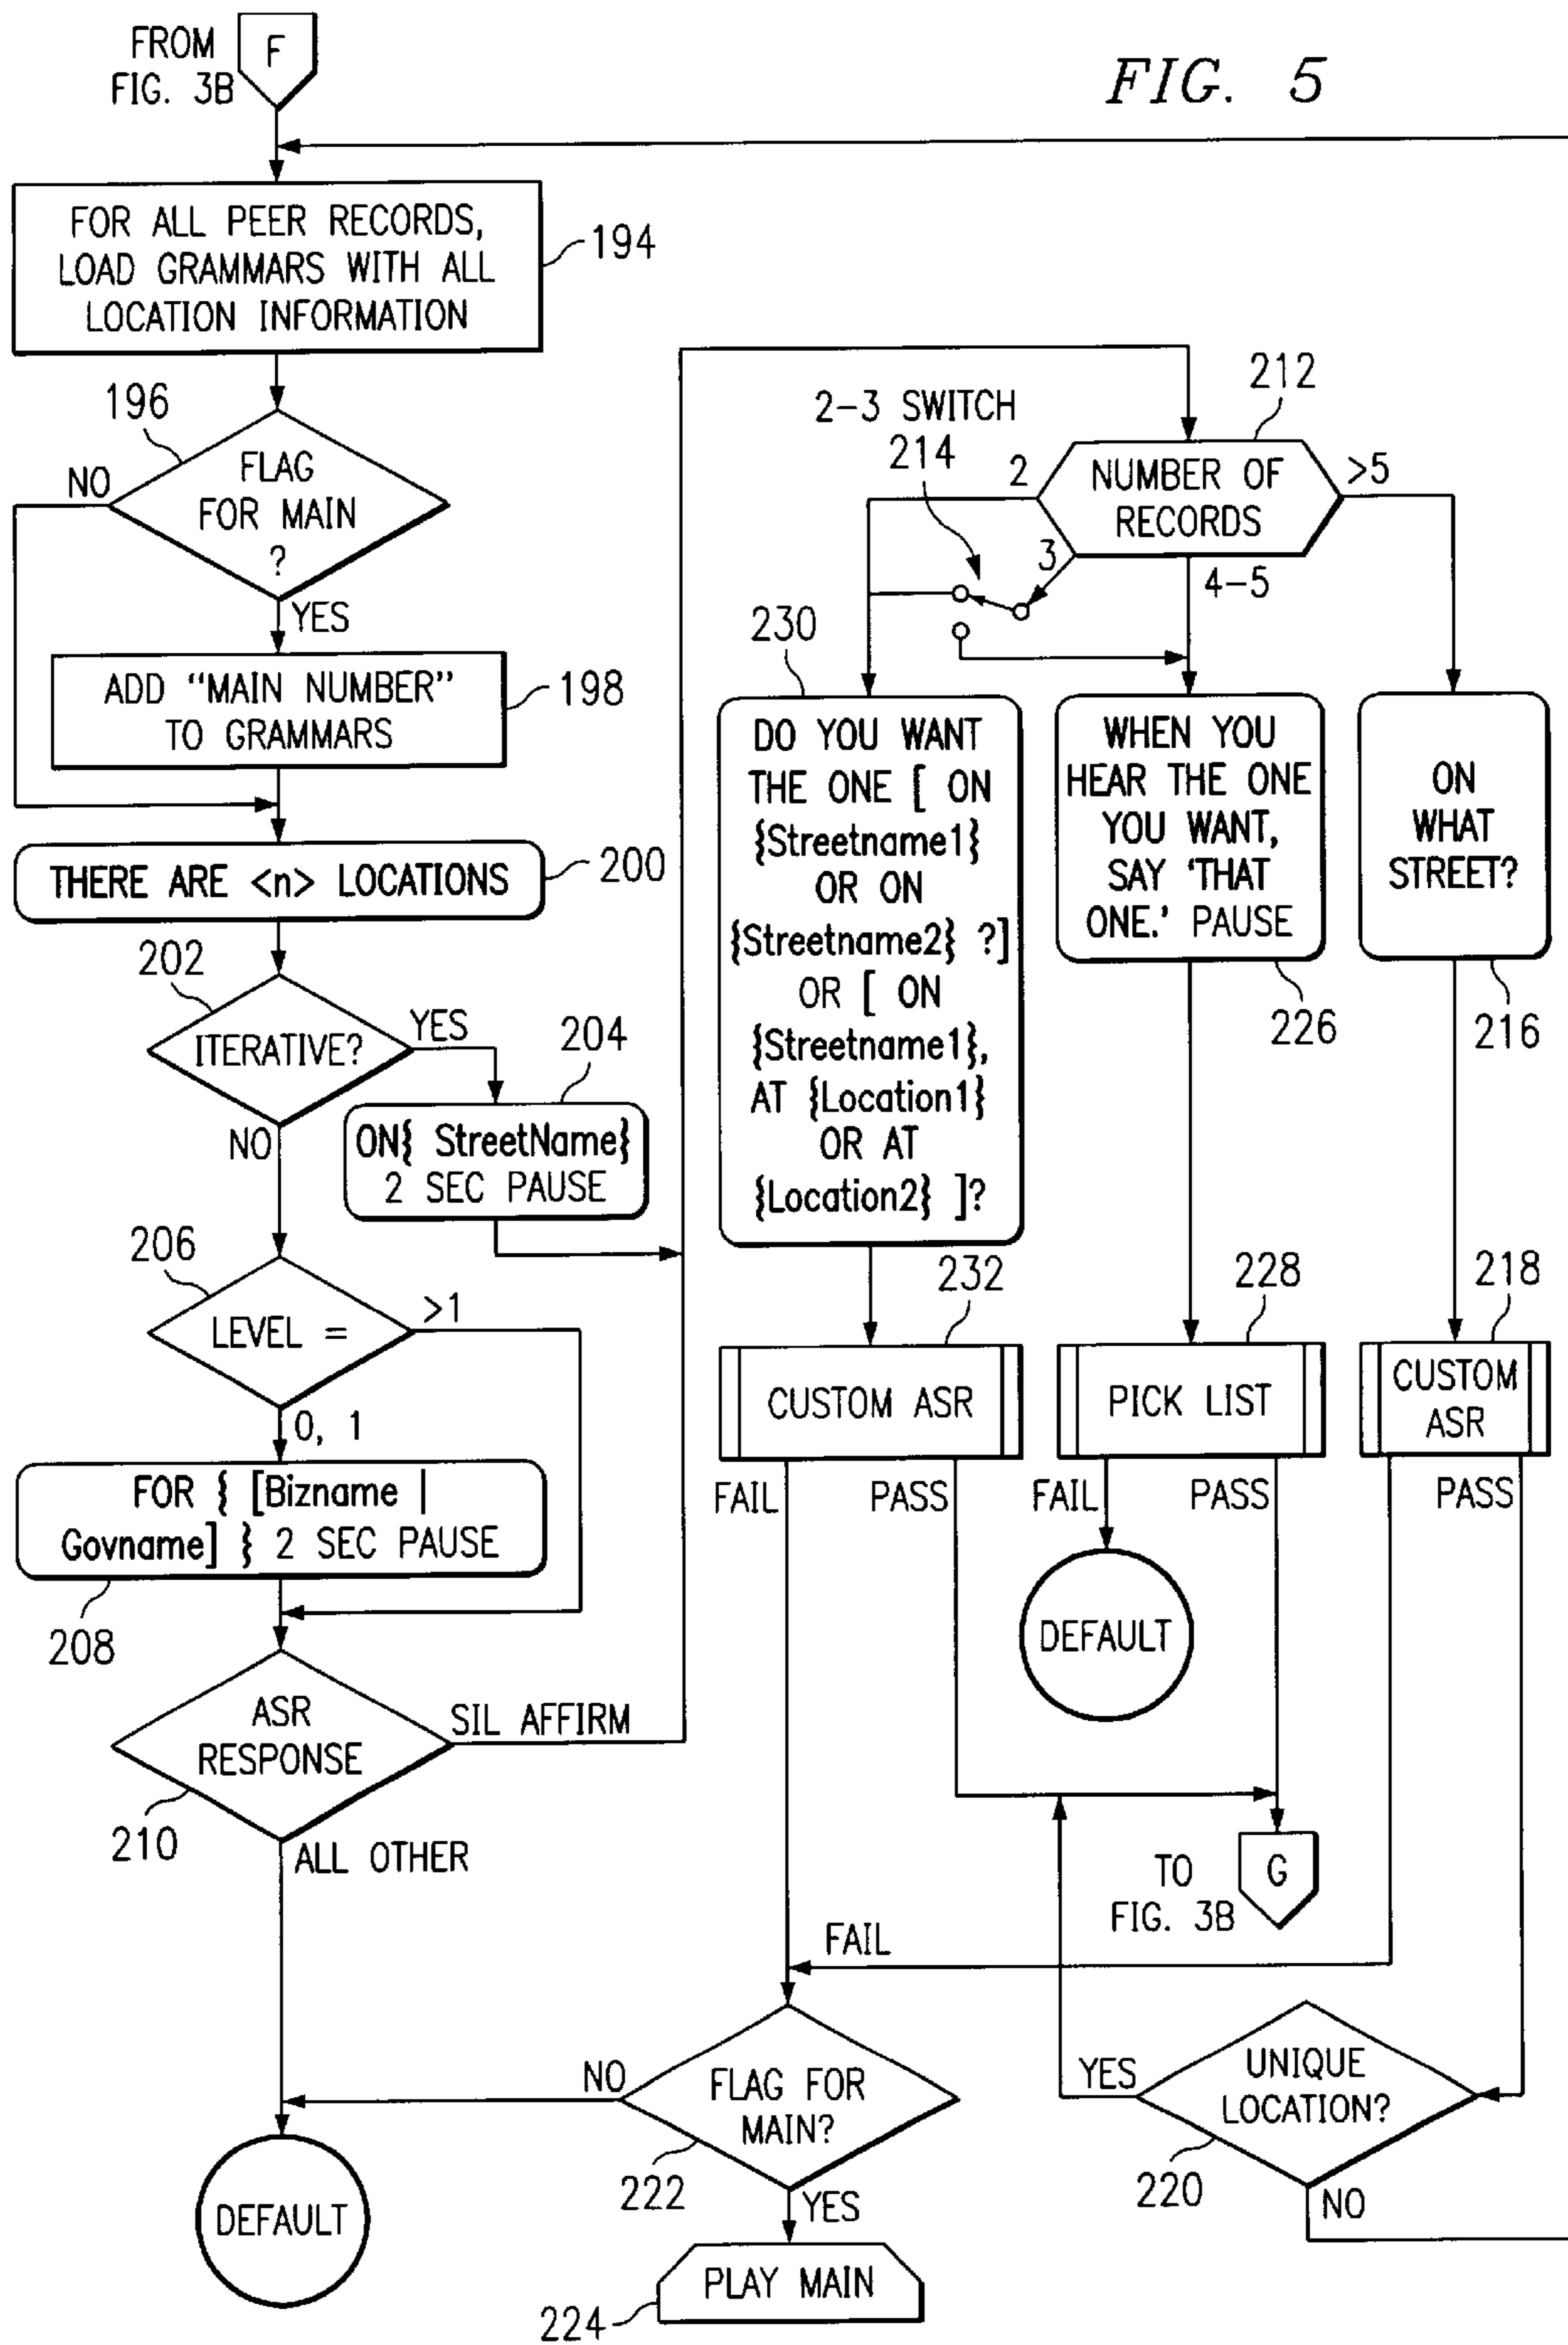 FIG. 5
FROM
FIG. 3B
F
FOR ALL PEER RECORDS,
LOAD GRAMMARS WITH ALL
LOCATION INFORMATION
194
196
FLAG
FOR MAIN
?
NO
YES
ADD “MAIN NUMBER”
TO GRAMMARS
198
THERE ARE <n> LOCATIONS
200
202
ITERATIVE?
YES
NO
204
ON{ StreetName}
2 SEC PAUSE
206
LEVEL =
>1
0, 1
FOR { [Bizname |
Govname] } 2 SEC PAUSE
208
ASR
RESPONSE
SIL AFFIRM
210
ALL OTHER
DEFAULT
2-3 SWITCH
214
212
NUMBER OF
RECORDS
2
3
4-5
>5
230
DO YOU WANT
THE ONE [ ON
{Streetname1}
OR ON
{Streetname2} ?]
OR [ ON
{Streetname1},
AT {Location1}
OR AT
{Location2} ]?
WHEN YOU
HEAR THE ONE
YOU WANT,
SAY ‘THAT
ONE.’ PAUSE
226
ON
WHAT
STREET?
216
232
CUSTOM ASR
FAIL
PASS
228
PICK LIST
FAIL
PASS
218
CUSTOM
ASR
PASS
DEFAULT
TO
FIG. 3B
G
FAIL
NO
FLAG FOR
MAIN?
222
YES
PLAY MAIN
224
YES
UNIQUE
LOCATION?
220
NO